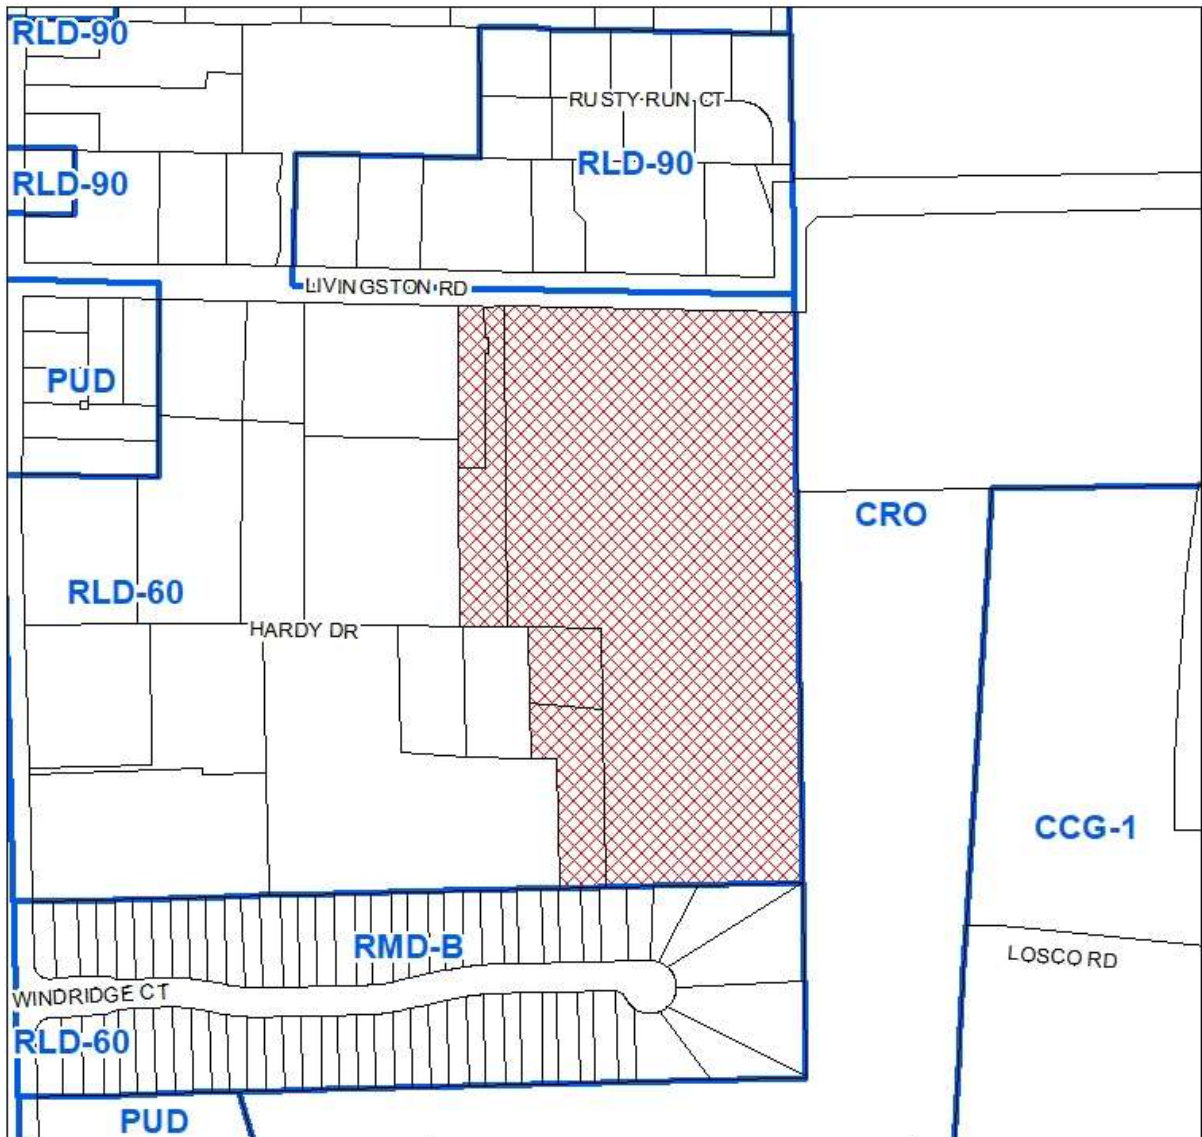 RLD-90
RUSTY RUN CT
RLD-90
RLD-90
LIVINGSTON RD
PUD
CRO
RLD-60
HARDY DR
CCG-1
RMD-B
LOSCO RD
WINDRIDGE CT
RLD-60
PUD